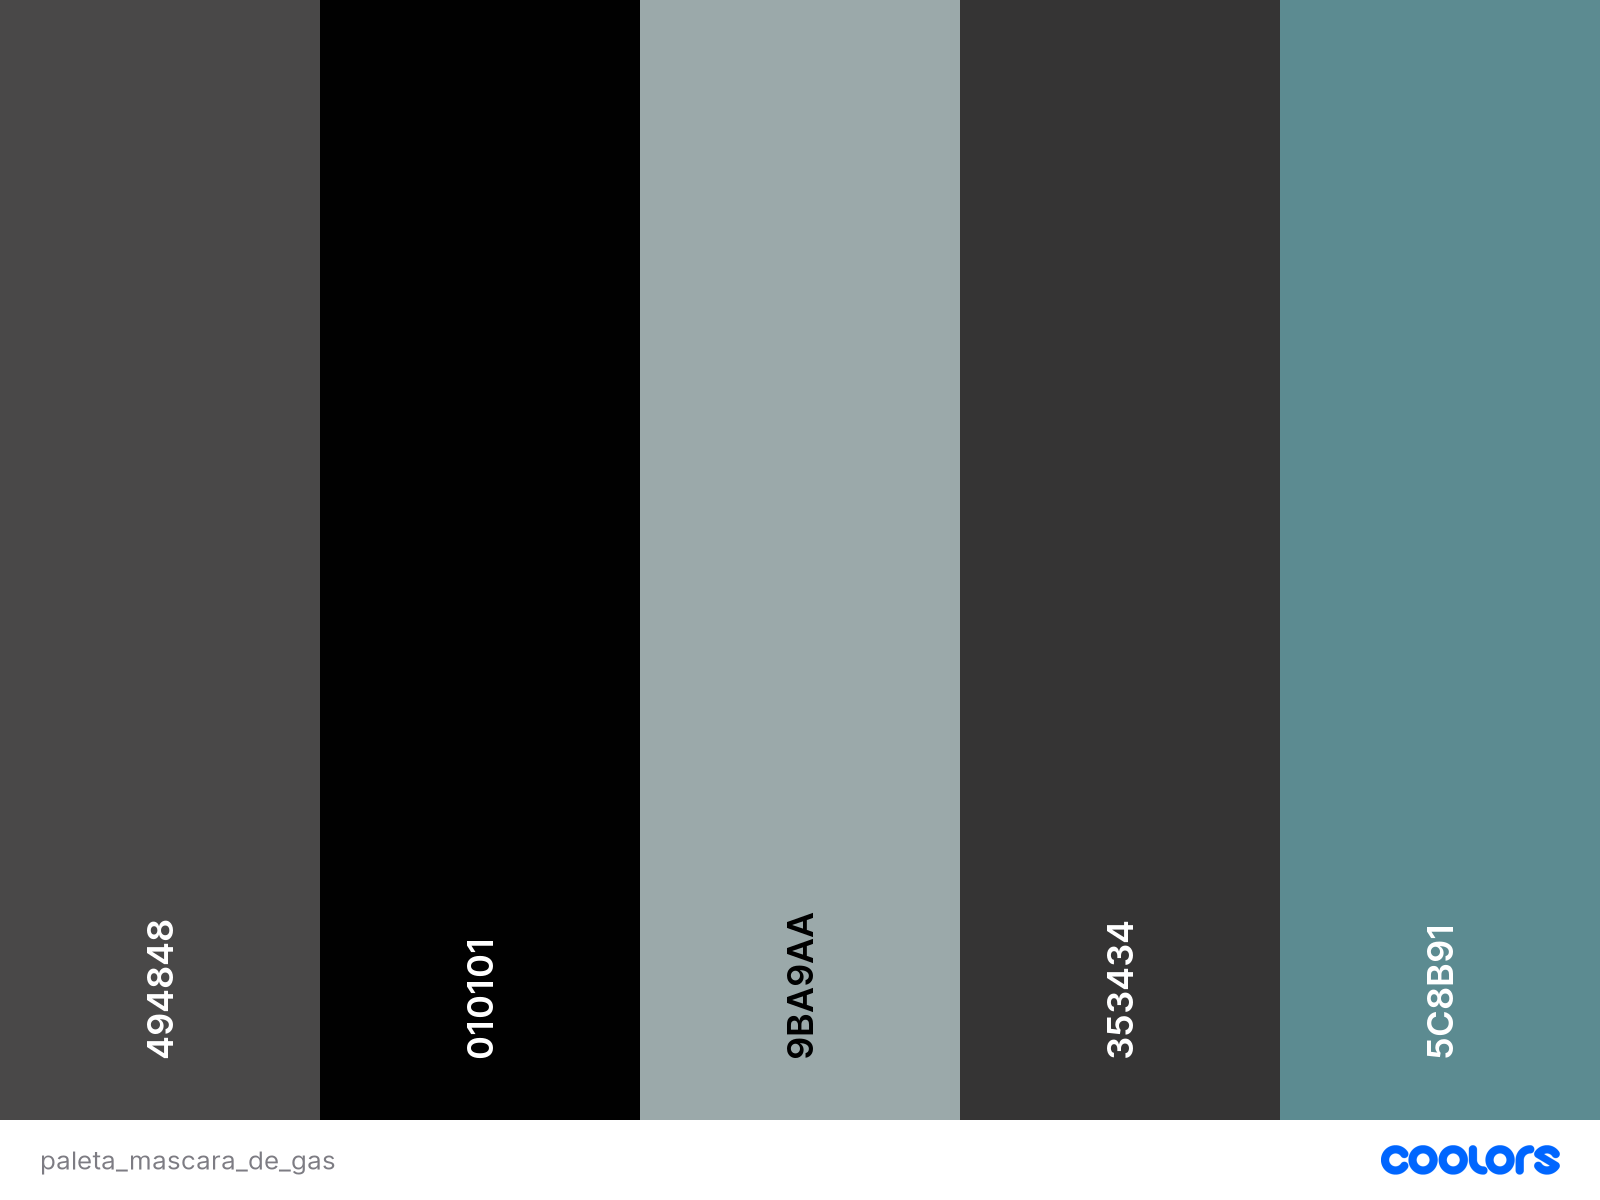 494848
010101
9BA9AA
353434
5C8B91
paleta_mascara_de_gas
coolors